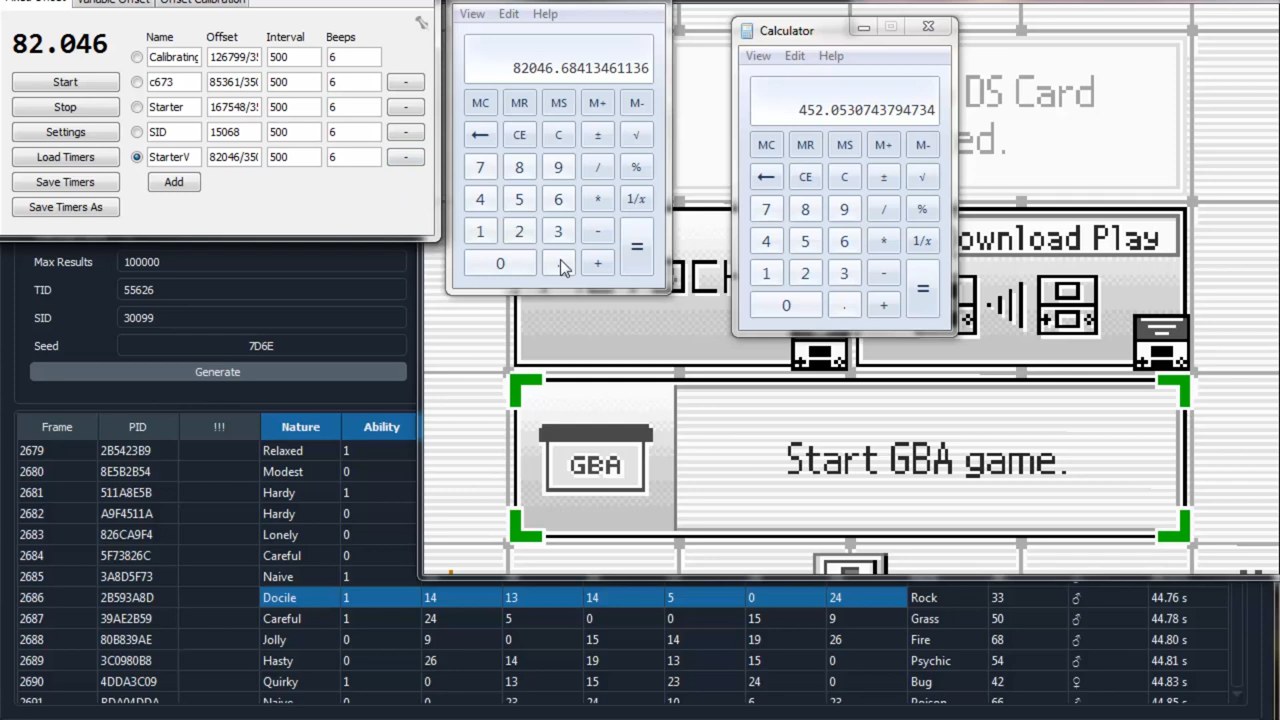 Variable Offset
Offset Calibration
82.046
Name Offset Interval Beeps
Start
Calibrating 126799/3 500 6
Stop
c673 85361/350 500 6 -
Settings
Starter 167548/3 500 6 -
Load Timers
SID 15068 500 6 -
Save Timers
StarterV 82046/350 500 6 -
Save Timers As
Add
View Edit Help
82046.68413461136
MC MR MS M+ M-
← CE C ± √
7 8 9 / %
4 5 6 * 1/x
1 2 3 - =
0 +
Calculator
View Edit Help
452.0530743794734
MC MR MS M+ M-
← CE C ± √
7 8 9 / %
4 5 6 * 1/x
1 2 3 - =
0 . +
DS Card
ed.
ownload Play
Max Results 100000
TID 55626
SID 30099
Seed 7D6E
Generate
GBA
Start GBA game.
Frame PID !!! Nature Ability
2679 2B5423B9 Relaxed 1
2680 8E5B2B54 Modest 0
2681 511A8E5B Hardy 1
2682 A9F4511A Hardy 0
2683 826CA9F4 Lonely 0
2684 5F73826C Careful 0
2685 3A8D5F73 Naive 1
2686 2B593A8D Docile 1 14 13 14 5 0 24 Rock 33 ♂ 44.76 s
2687 39AE2B59 Careful 1 24 5 0 0 15 9 Grass 50 ♂ 44.78 s
2688 80B839AE Jolly 0 9 0 15 14 19 26 Fire 68 ♂ 44.80 s
2689 3C0980B8 Hasty 0 26 14 19 13 15 0 Psychic 54 ♂ 44.81 s
2690 4DDA3C09 Quirky 1 0 13 15 23 24 0 Bug 42 ♀ 44.83 s